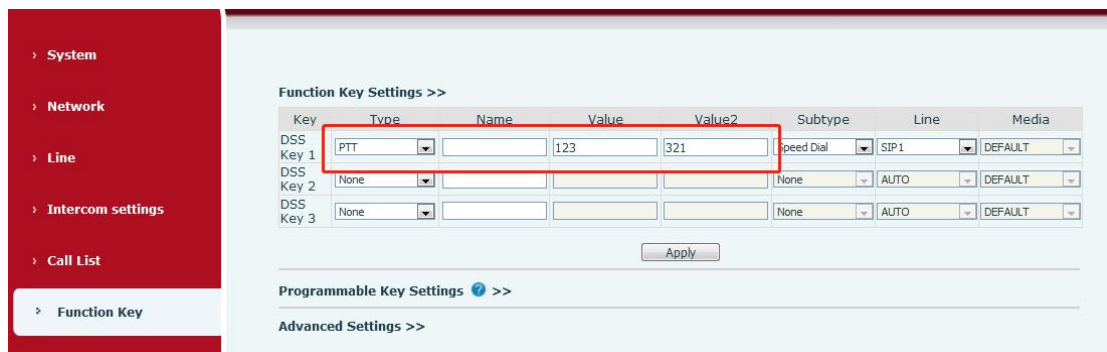 System
Network
Line
Intercom settings
Call List
Function Key
Function Key Settings >>
Key Type Name Value Value2 Subtype Line Media
DSS Key 1 PTT 123 321 Speed Dial SIP1 DEFAULT
DSS Key 2 None None AUTO DEFAULT
DSS Key 3 None None AUTO DEFAULT
Apply
Programmable Key Settings ? >>
Advanced Settings >>